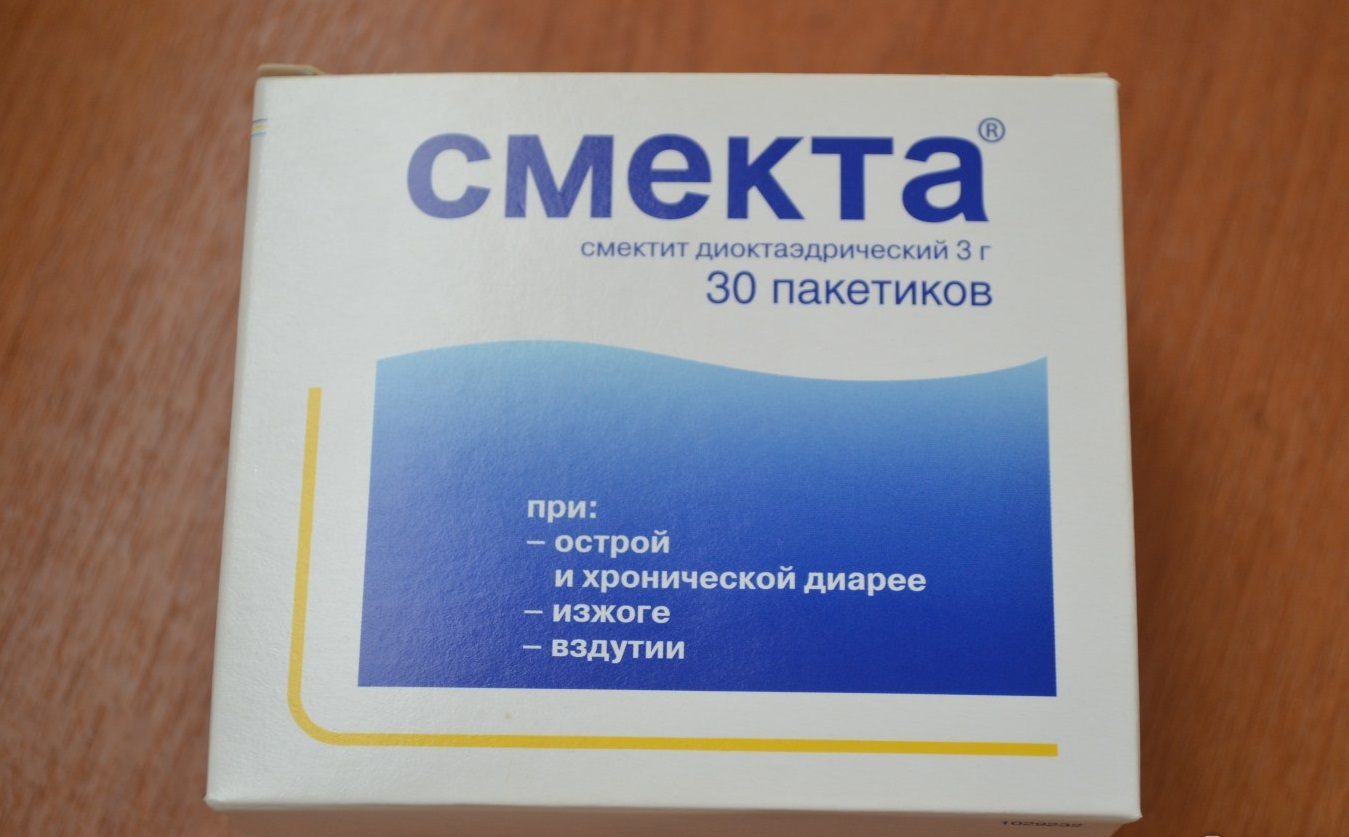 смекта®
смектит диоктаэдрический 3 г
30 пакетиков
при:
– острой
и хронической диарее
– изжоге
– вздутии